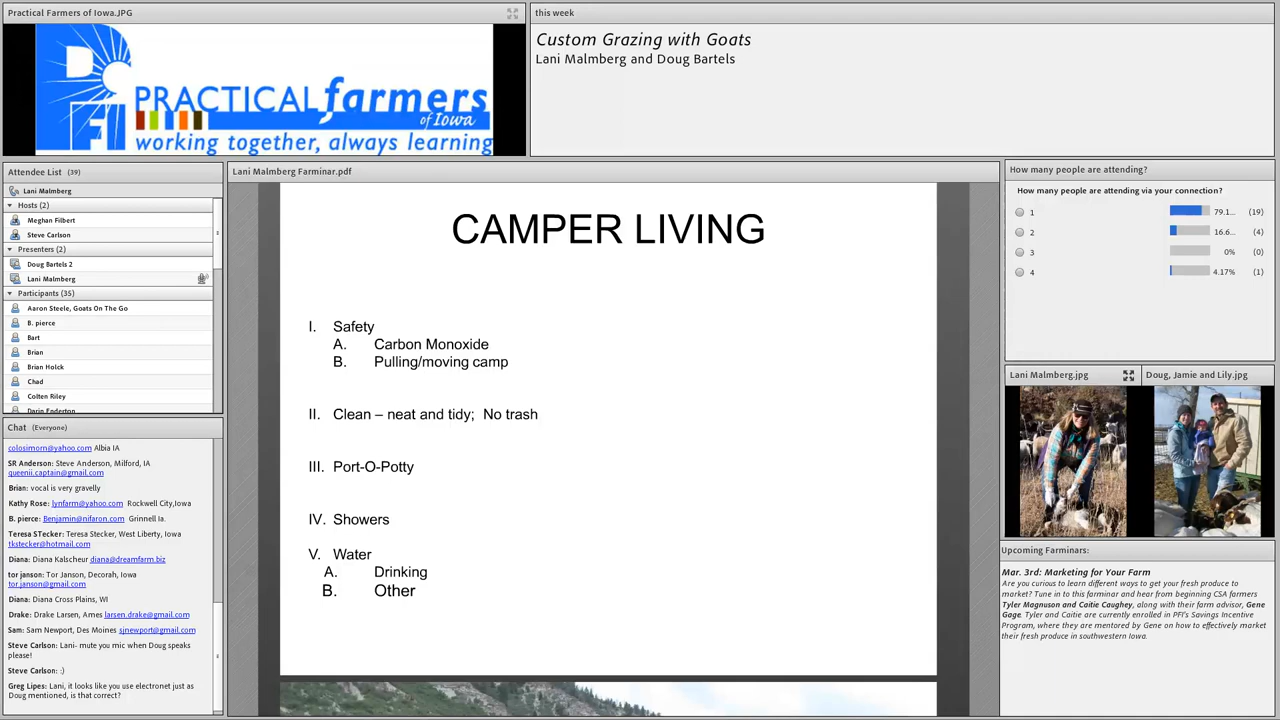 Practical Farmers of Iowa.JPG
PFI
PRACTICAL farmers
of Iowa
working together, always learning
this week
Custom Grazing with Goats
Lani Malmberg and Doug Bartels
Attendee List (39)
Lani Malmberg
Hosts (2)
Meghan Filbert
Steve Carlson
Presenters (2)
Doug Bartels 2
Lani Malmberg
Participants (35)
Aaron Steele, Goats On The Go
B. pierce
Bart
Brian
Brian Holck
Chad
Colten Riley
Darin Enderton
Chat (Everyone)
colosimorn@yahoo.com Albia IA
SR Anderson: Steve Anderson, Milford, IA
queenii.captain@gmail.com
Brian: vocal is very gravelly
Kathy Rose: lynfarm@yahoo.com Rockwell City,Iowa
B. pierce: Benjamin@nifaron.com Grinnell Ia.
Teresa STecker: Teresa Stecker, West Liberty, Iowa
tkstecker@hotmail.com
Diana: Diana Kalscheur diana@dreamfarm.biz
tor janson: Tor Janson, Decorah, Iowa
tor.janson@gmail.com
Diana: Diana Cross Plains, WI
Drake: Drake Larsen, Ames larsen.drake@gmail.com
Sam: Sam Newport, Des Moines sjnewport@gmail.com
Steve Carlson: Lani- mute you mic when Doug speaks
please!
Steve Carlson: :)
Greg Lipes: Lani, it looks like you use electronet just as
Doug mentioned, is that correct?
Lani Malmberg Farminar.pdf
CAMPER LIVING
I. Safety
A. Carbon Monoxide
B. Pulling/moving camp
II. Clean – neat and tidy; No trash
III. Port-O-Potty
IV. Showers
V. Water
A. Drinking
B. Other
How many people are attending?
How many people are attending via your connection?
1 79.1... (19)
2 16.6... (4)
3 0% (0)
4 4.17% (1)
Lani Malmberg.jpg
Doug, Jamie and Lily.jpg
Upcoming Farminars:
Mar. 3rd: Marketing for Your Farm
Are you curious to learn different ways to get your fresh produce to
market? Tune in to this farminar and hear from beginning CSA farmers
Tyler Magnuson and Caitie Caughey, along with their farm advisor, Gene
Gage. Tyler and Caitie are currently enrolled in PFI's Savings Incentive
Program, where they are mentored by Gene on how to effectively market
their fresh produce in southwestern Iowa.